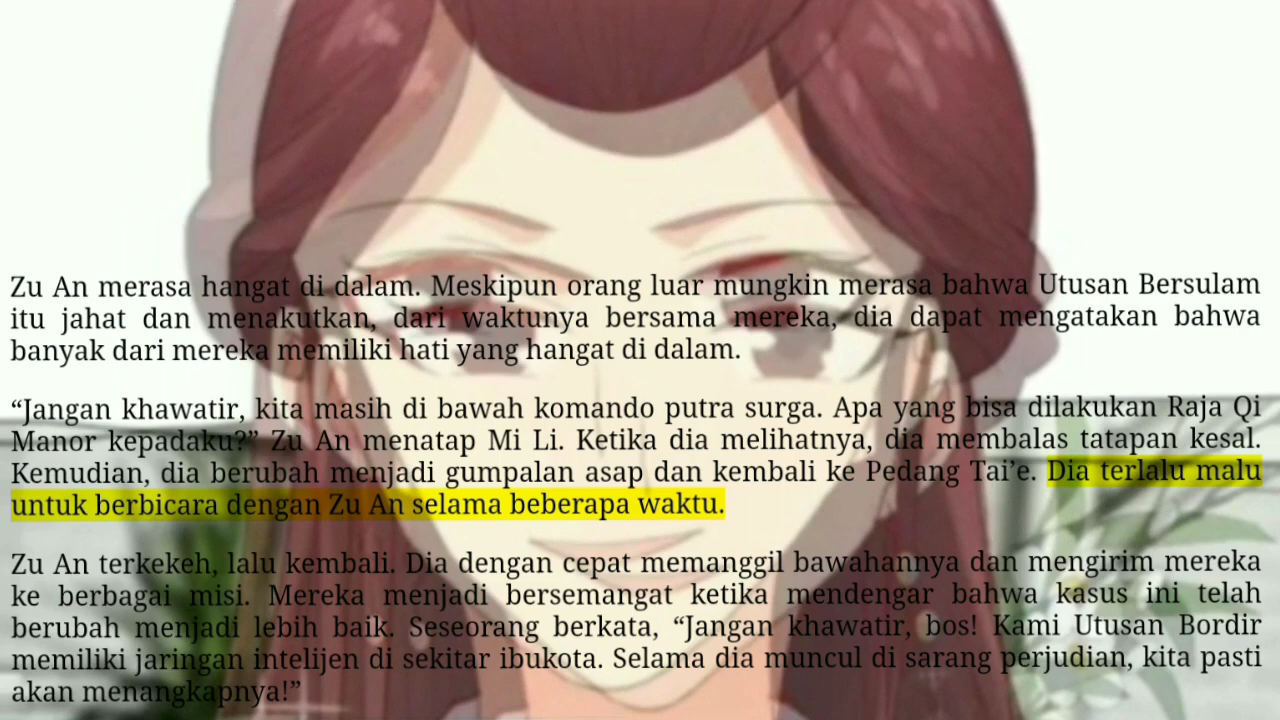 Zu An merasa hangat di dalam. Meskipun orang luar mungkin merasa bahwa Utusan Bersulam
itu jahat dan menakutkan, dari waktunya bersama mereka, dia dapat mengatakan bahwa
banyak dari mereka memiliki hati yang hangat di dalam.
“Jangan khawatir, kita masih di bawah komando putra surga. Apa yang bisa dilakukan Raja Qi
Manor kepadaku?” Zu An menatap Mi Li. Ketika dia melihatnya, dia membalas tatapan kesal.
Kemudian, dia berubah menjadi gumpalan asap dan kembali ke Pedang Tai’e. Dia terlalu malu
untuk berbicara dengan Zu An selama beberapa waktu.
Zu An terkekeh, lalu kembali. Dia dengan cepat memanggil bawahannya dan mengirim mereka
ke berbagai misi. Mereka menjadi bersemangat ketika mendengar bahwa kasus ini telah
berubah menjadi lebih baik. Seseorang berkata, “Jangan khawatir, bos! Kami Utusan Bordir
memiliki jaringan intelijen di sekitar ibukota. Selama dia muncul di sarang perjudian, kita pasti
akan menangkapnya!”